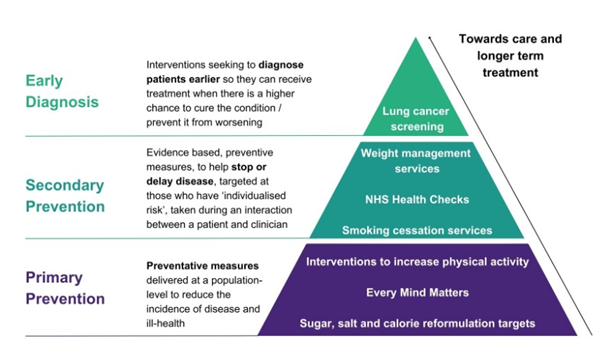 Towards care and
longer term
treatment
Early
Diagnosis
Interventions seeking to diagnose
patients earlier so they can receive
treatment when there is a higher
chance to cure the condition /
prevent it from worsening
Lung cancer
screening
Secondary
Prevention
Evidence based, preventive
measures, to help stop or
delay disease, targeted at
those who have ‘individualised
risk’, taken during an interaction
between a patient and clinician
Weight management
services
NHS Health Checks
Smoking cessation services
Primary
Prevention
Preventative measures
delivered at a population-
level to reduce the
incidence of disease and
ill-health
Interventions to increase physical activity
Every Mind Matters
Sugar, salt and calorie reformulation targets